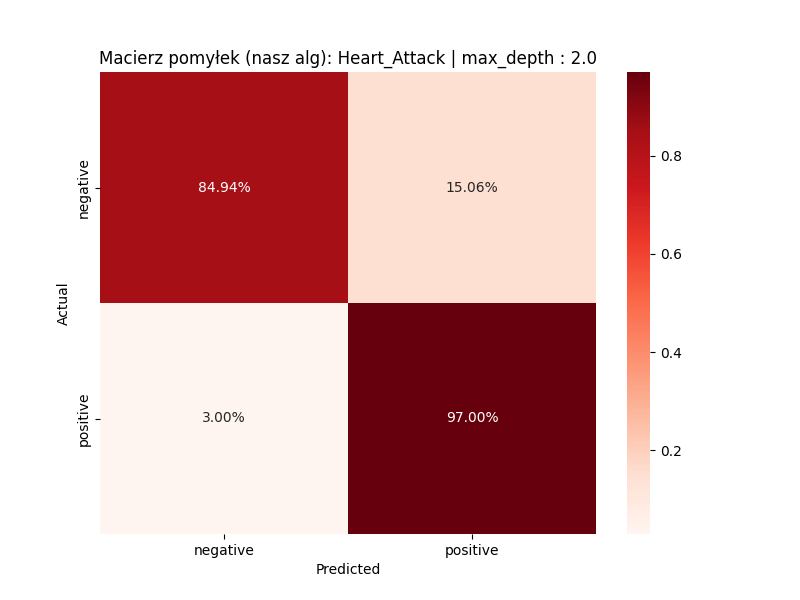 Macierz pomyłek (nasz alg): Heart_Attack | max_depth : 2.0
negative
84.94%
15.06%
positive
3.00%
97.00%
Actual
negative
positive
Predicted
0.8
0.6
0.4
0.2